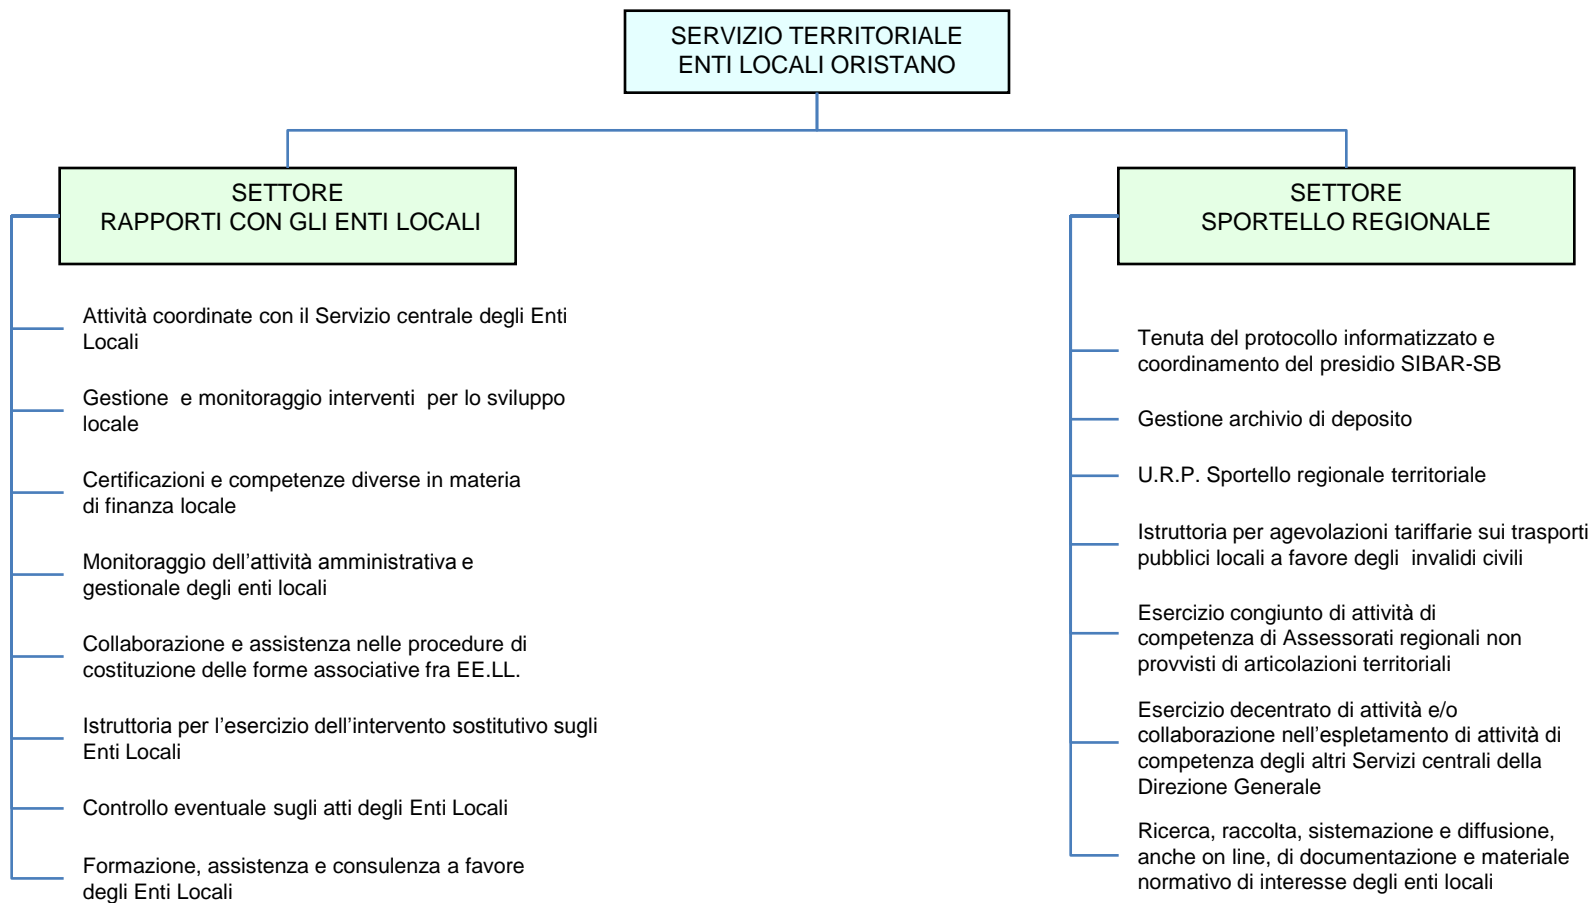 SERVIZIO TERRITORIALE
ENTI LOCALI ORISTANO
SETTORE
RAPPORTI CON GLI ENTI LOCALI
Attività coordinate con il Servizio centrale degli Enti
Locali
Gestione e monitoraggio interventi per lo sviluppo
locale
Certificazioni e competenze diverse in materia
di finanza locale
Monitoraggio dell’attività amministrativa e
gestionale degli enti locali
Collaborazione e assistenza nelle procedure di
costituzione delle forme associative fra EE.LL.
Istruttoria per l’esercizio dell’intervento sostitutivo sugli
Enti Locali
Controllo eventuale sugli atti degli Enti Locali
Formazione, assistenza e consulenza a favore
degli Enti Locali
SETTORE
SPORTELLO REGIONALE
Tenuta del protocollo informatizzato e
coordinamento del presidio SIBAR-SB
Gestione archivio di deposito
U.R.P. Sportello regionale territoriale
Istruttoria per agevolazioni tariffarie sui trasporti
pubblici locali a favore degli invalidi civili
Esercizio congiunto di attività di
competenza di Assessorati regionali non
provvisti di articolazioni territoriali
Esercizio decentrato di attività e/o
collaborazione nell’espletamento di attività di
competenza degli altri Servizi centrali della
Direzione Generale
Ricerca, raccolta, sistemazione e diffusione,
anche on line, di documentazione e materiale
normativo di interesse degli enti locali